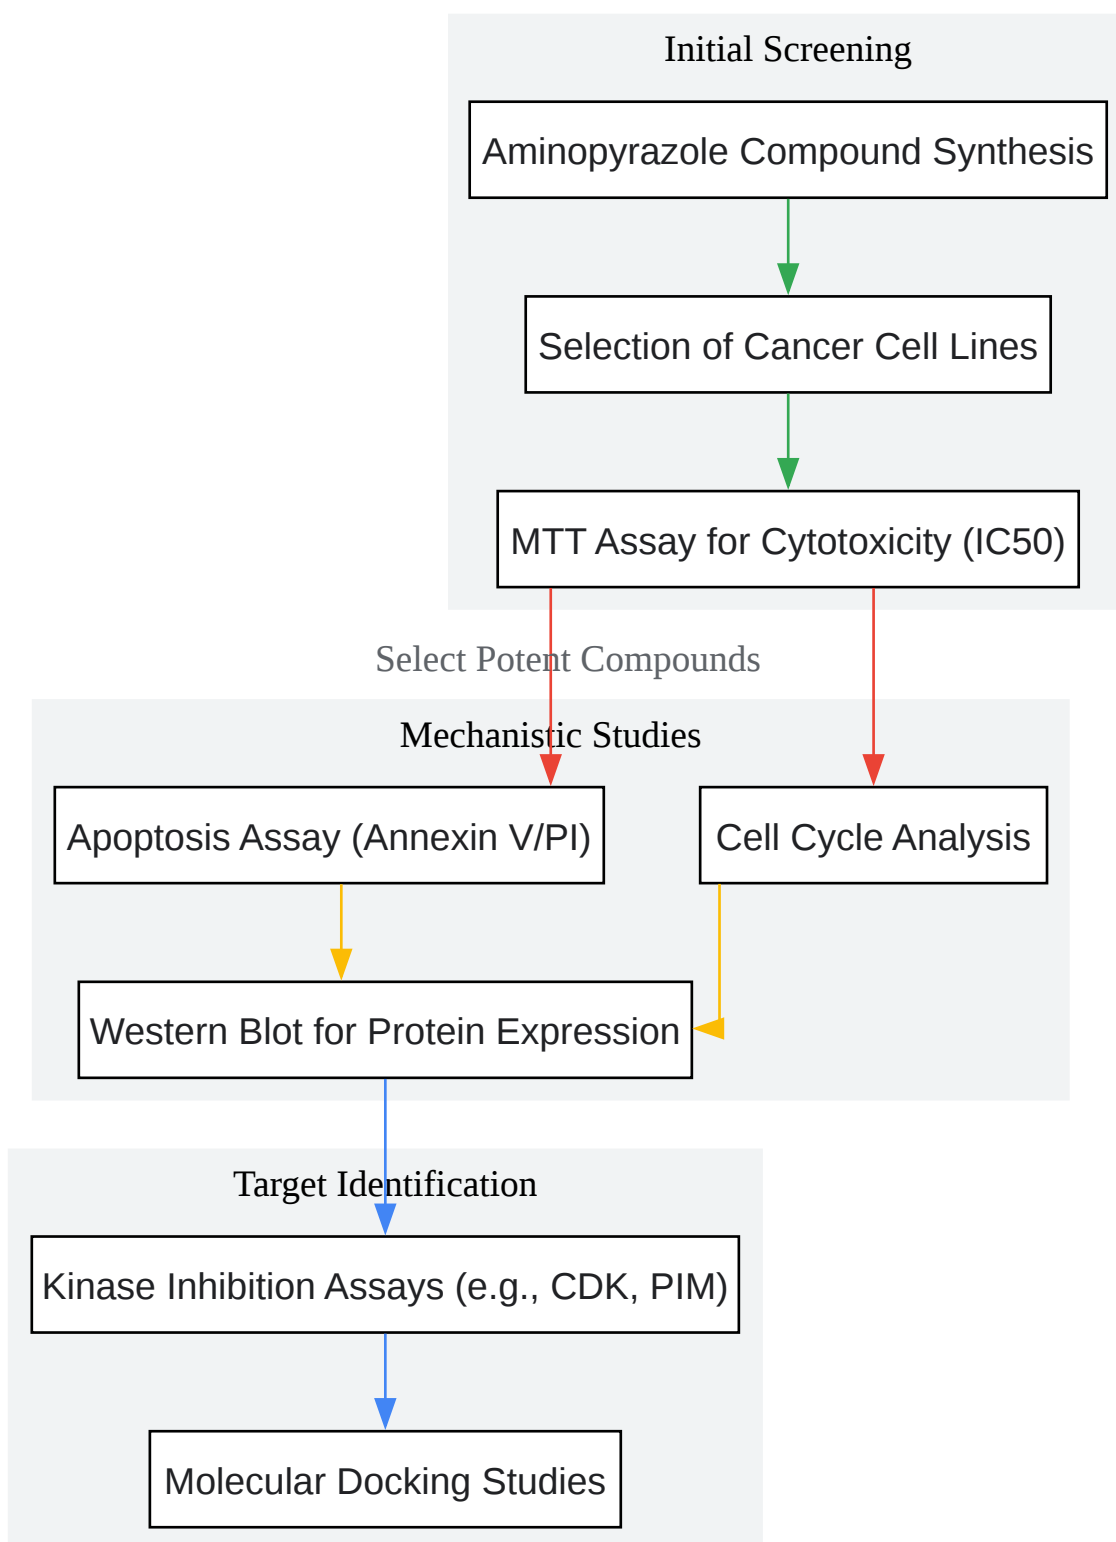 Initial Screening
Aminopyrazole Compound Synthesis
Selection of Cancer Cell Lines
MTT Assay for Cytotoxicity (IC50)
Select Potent Compounds
Mechanistic Studies
Apoptosis Assay (Annexin V/PI)
Cell Cycle Analysis
Western Blot for Protein Expression
Target Identification
Kinase Inhibition Assays (e.g., CDK, PIM)
Molecular Docking Studies